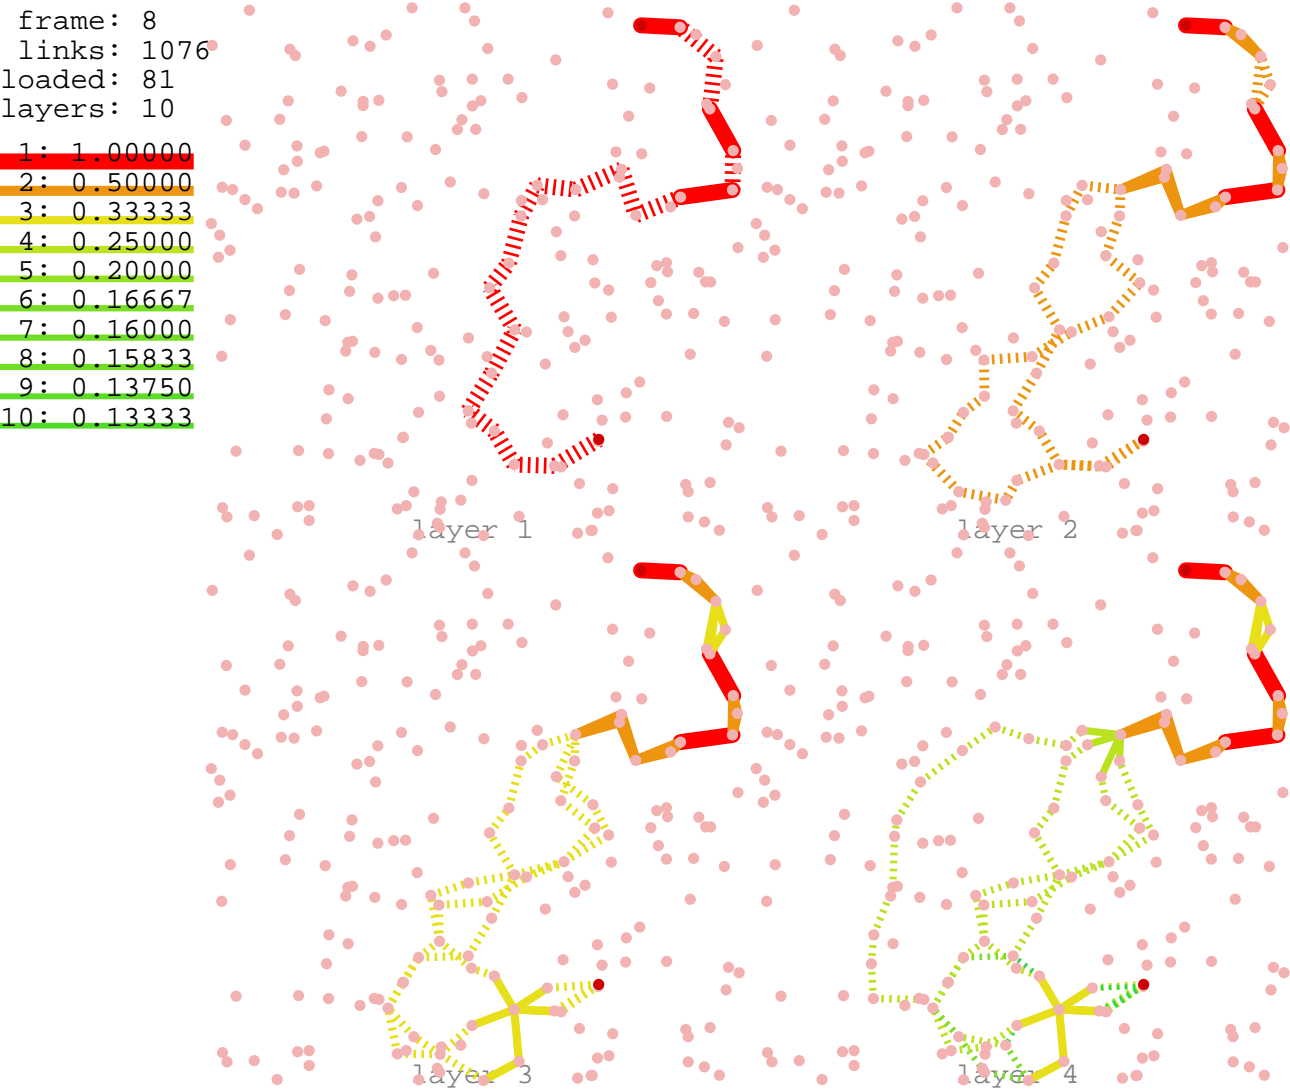 frame: 8
links: 1076
loaded: 81
layers: 10
1: 1.00000
2: 0.50000
3: 0.33333
4: 0.25000
5: 0.20000
6: 0.16667
7: 0.16000
8: 0.15833
9: 0.13750
10: 0.13333
layer 1
layer 2
layer 3
layer 4